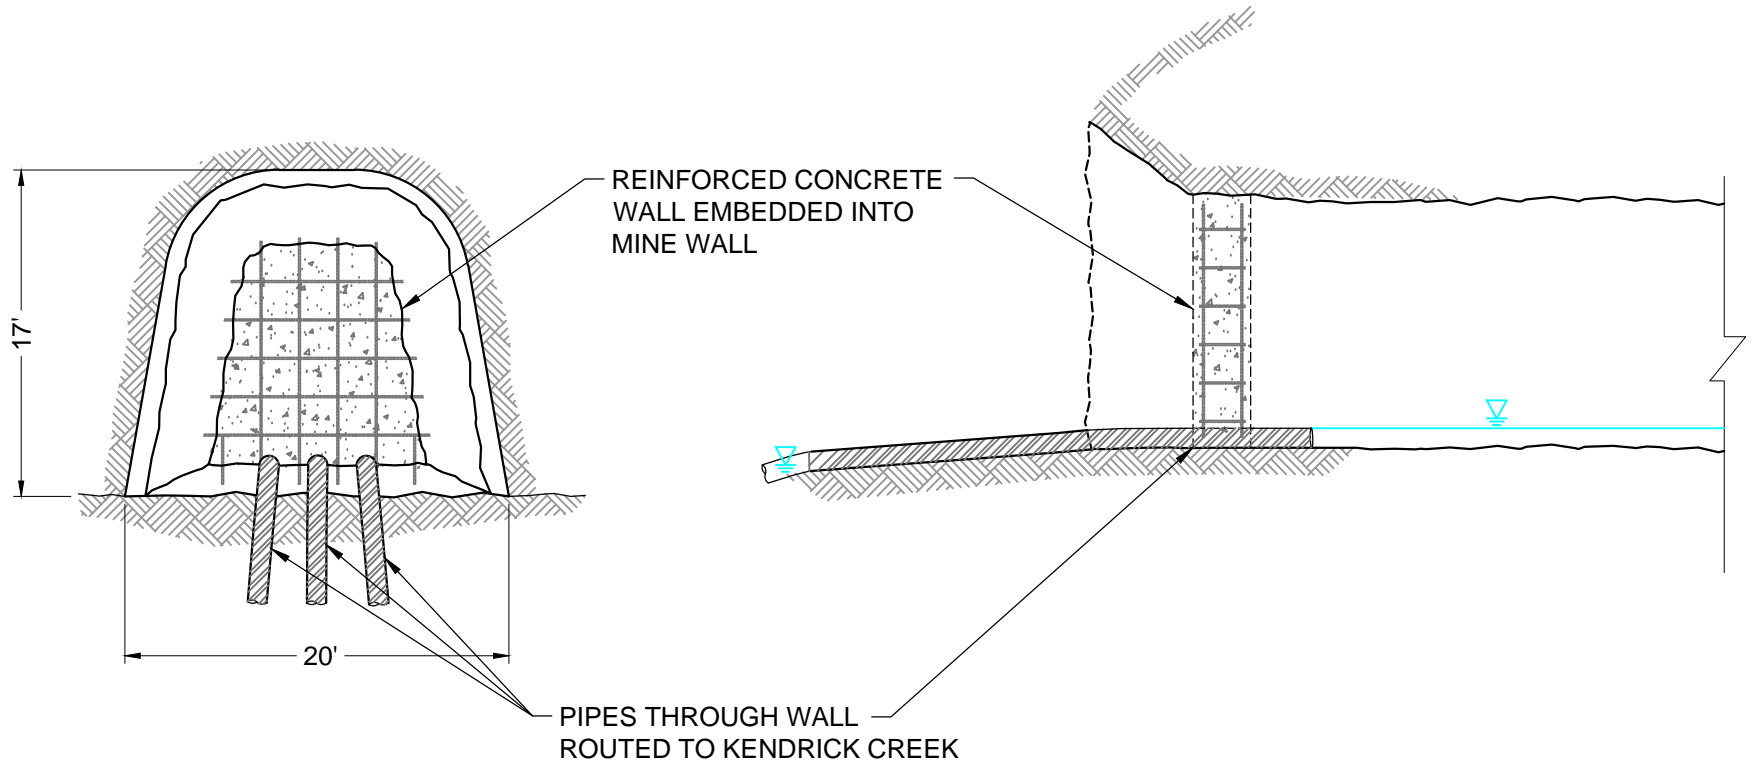 REINFORCED CONCRETE
WALL EMBEDDED INTO
MINE WALL
17'
20'
PIPES THROUGH WALL
ROUTED TO KENDRICK CREEK